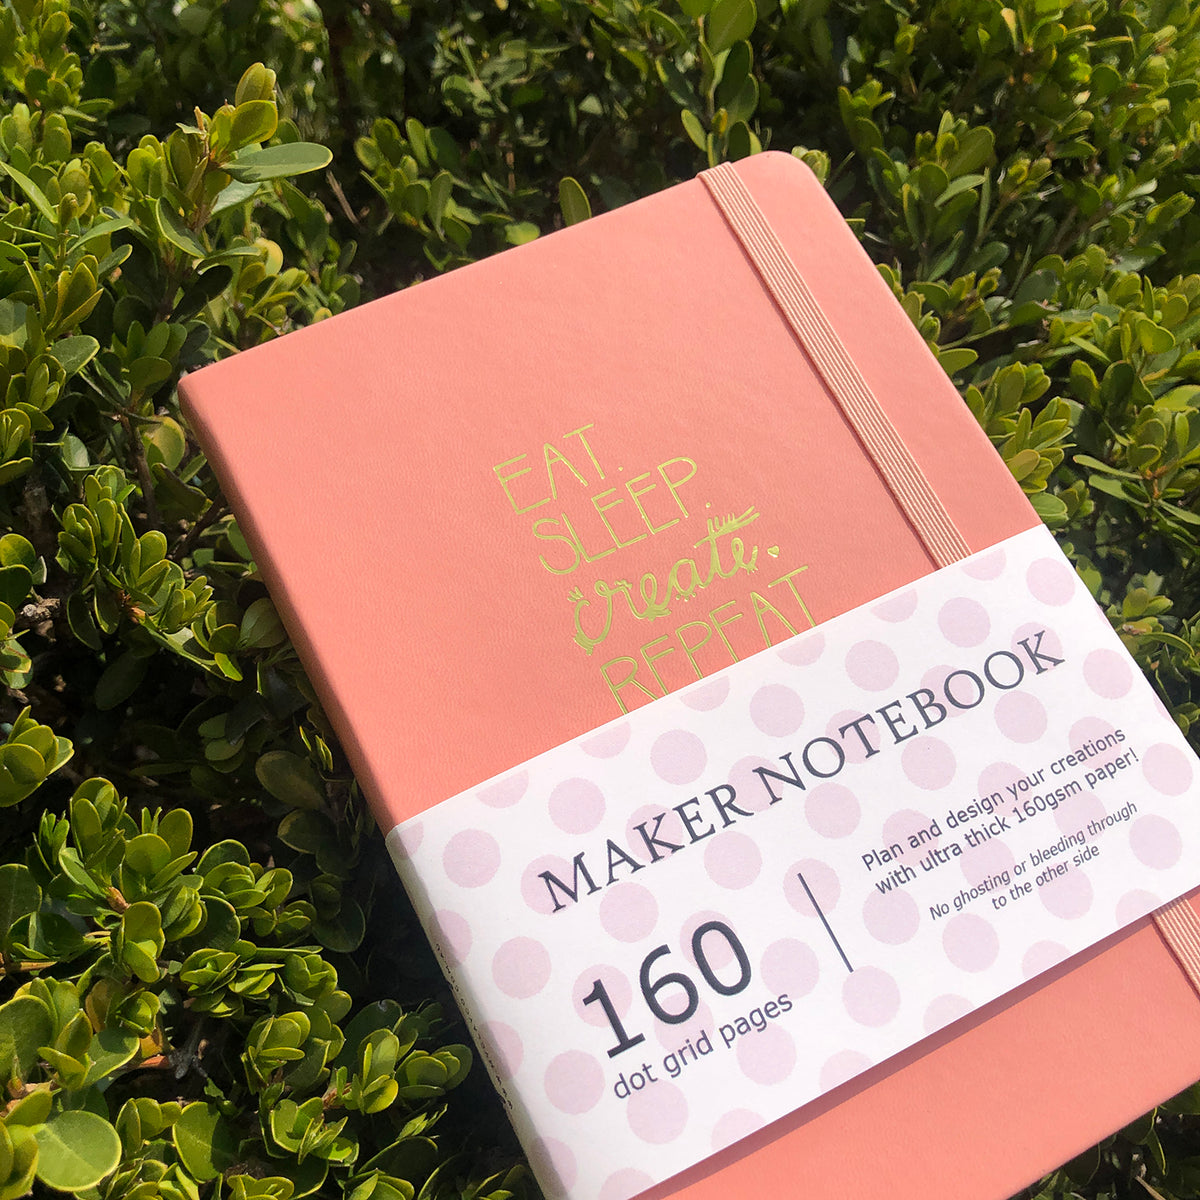 EAT.
SLEEP.
create.
REPEAT
MAKER NOTEBOOK
160
dot grid pages
Plan and design your creations
with ultra thick 160gsm paper!
No ghosting or bleeding through
to the other side